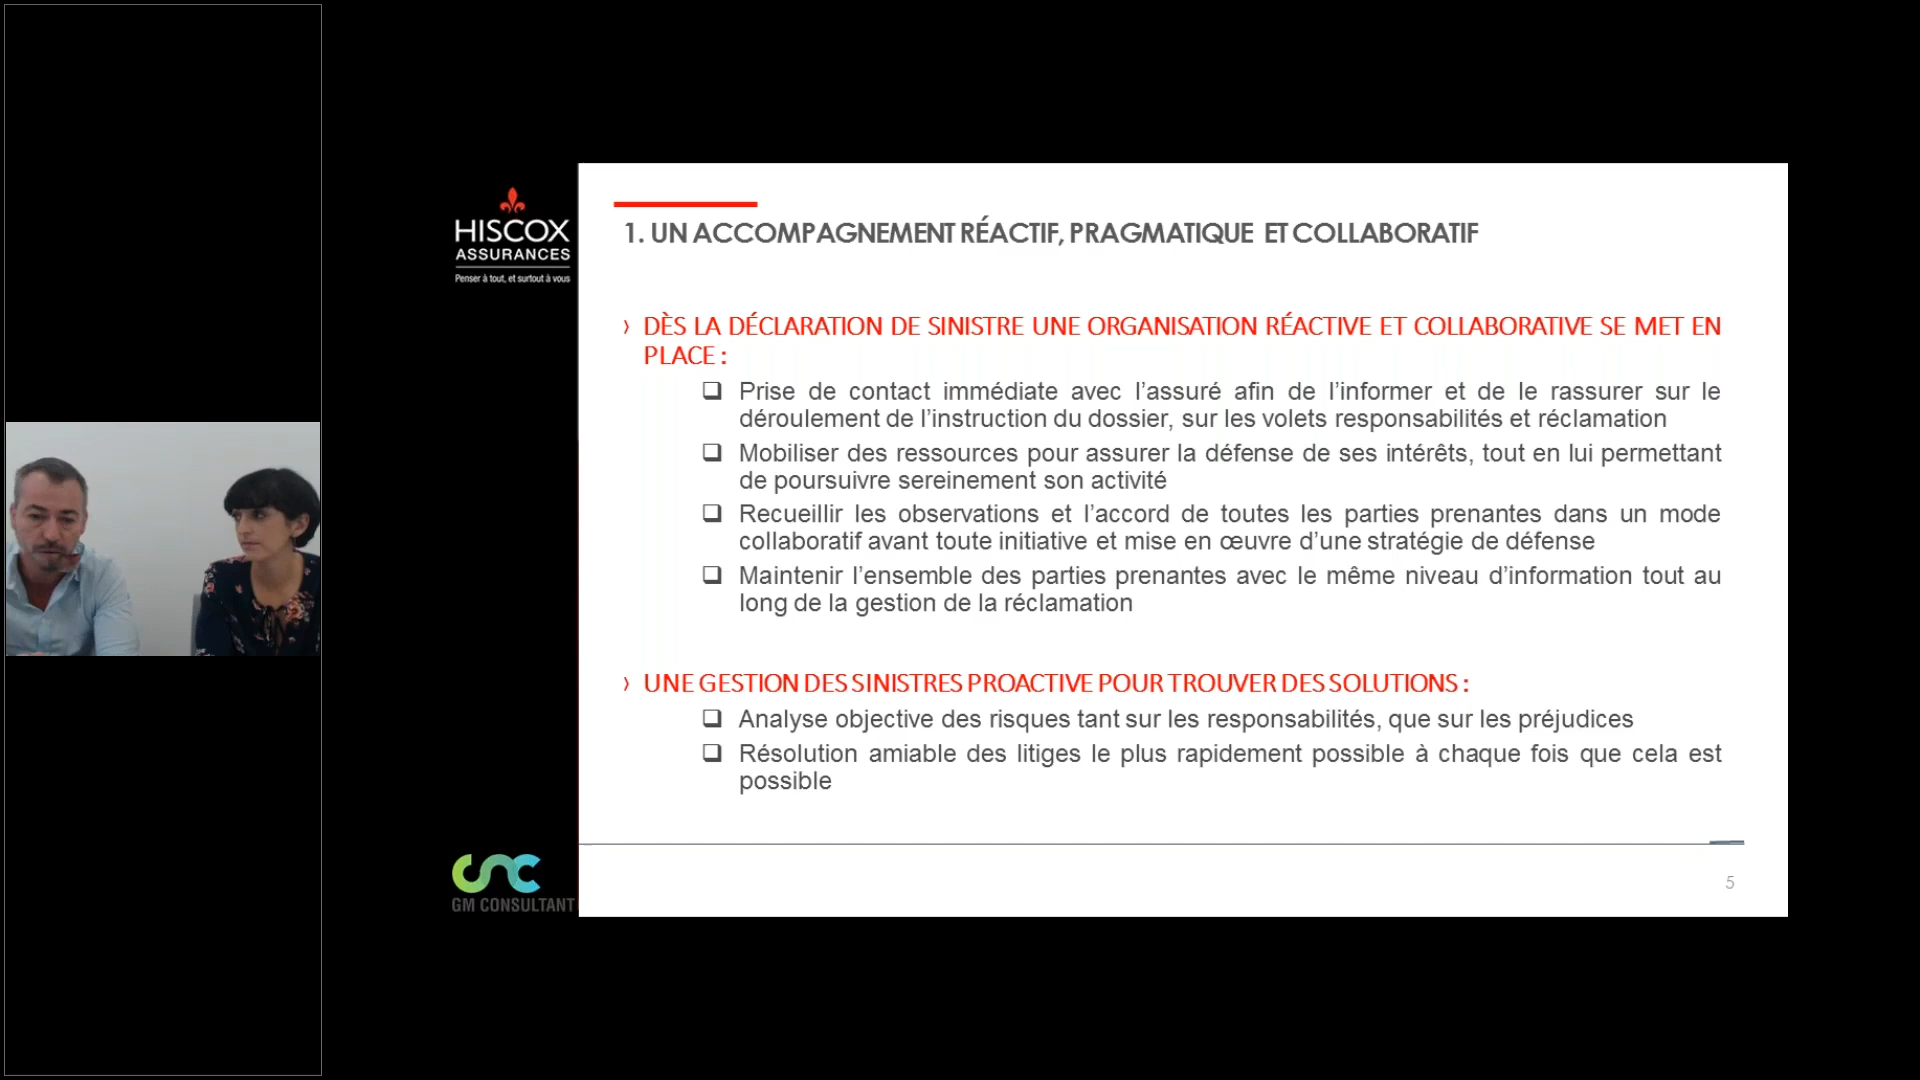 HISCOX
ASSURANCES
Penser à tout, et surtout à vous
1. UN ACCOMPAGNEMENT RÉACTIF, PRAGMATIQUE ET COLLABORATIF
› DÈS LA DÉCLARATION DE SINISTRE UNE ORGANISATION RÉACTIVE ET COLLABORATIVE SE MET EN
PLACE :
❑ Prise de contact immédiate avec l’assuré afin de l’informer et de le rassurer sur le
déroulement de l’instruction du dossier, sur les volets responsabilités et réclamation
❑ Mobiliser des ressources pour assurer la défense de ses intérêts, tout en lui permettant
de poursuivre sereinement son activité
❑ Recueillir les observations et l’accord de toutes les parties prenantes dans un mode
collaboratif avant toute initiative et mise en œuvre d’une stratégie de défense
❑ Maintenir l’ensemble des parties prenantes avec le même niveau d’information tout au
long de la gestion de la réclamation
› UNE GESTION DES SINISTRES PROACTIVE POUR TROUVER DES SOLUTIONS :
❑ Analyse objective des risques tant sur les responsabilités, que sur les préjudices
❑ Résolution amiable des litiges le plus rapidement possible à chaque fois que cela est
possible
GM CONSULTANT
5